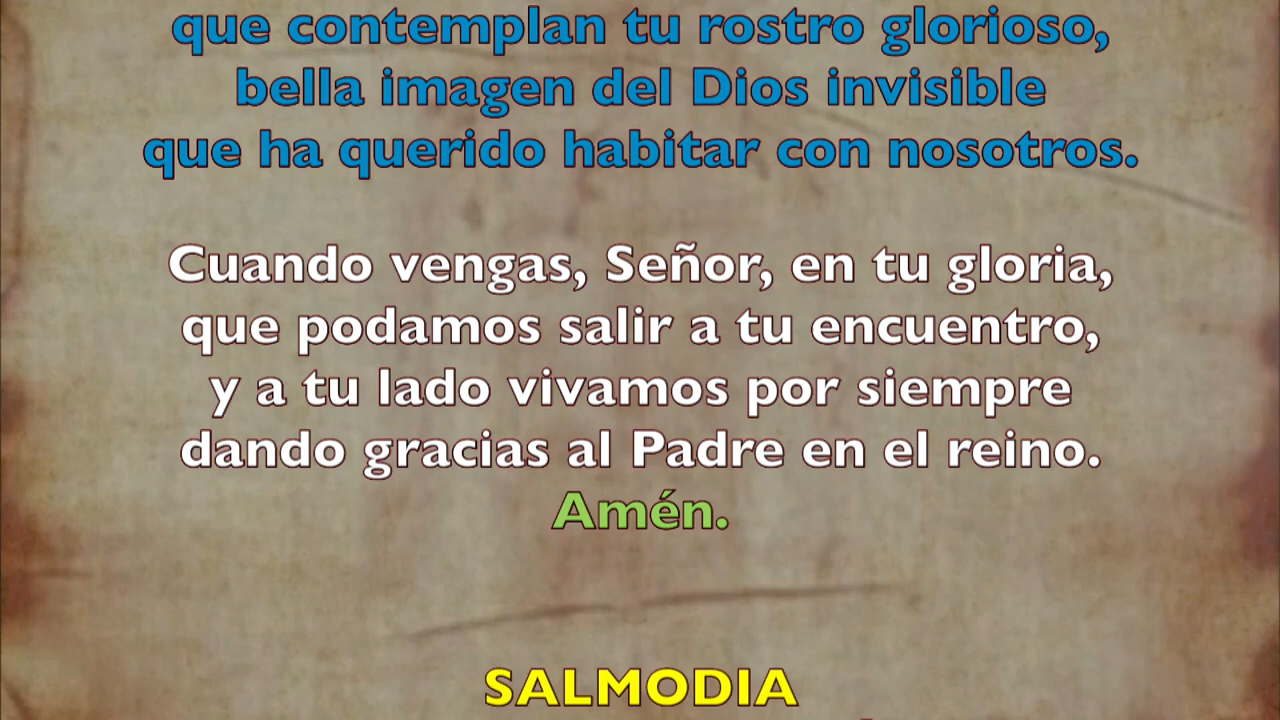 que contemplan tu rostro glorioso,
bella imagen del Dios invisible
que ha querido habitar con nosotros.
Cuando vengas, Señor, en tu gloria,
que podamos salir a tu encuentro,
y a tu lado vivamos por siempre
dando gracias al Padre en el reino.
Amén.
SALMODIA